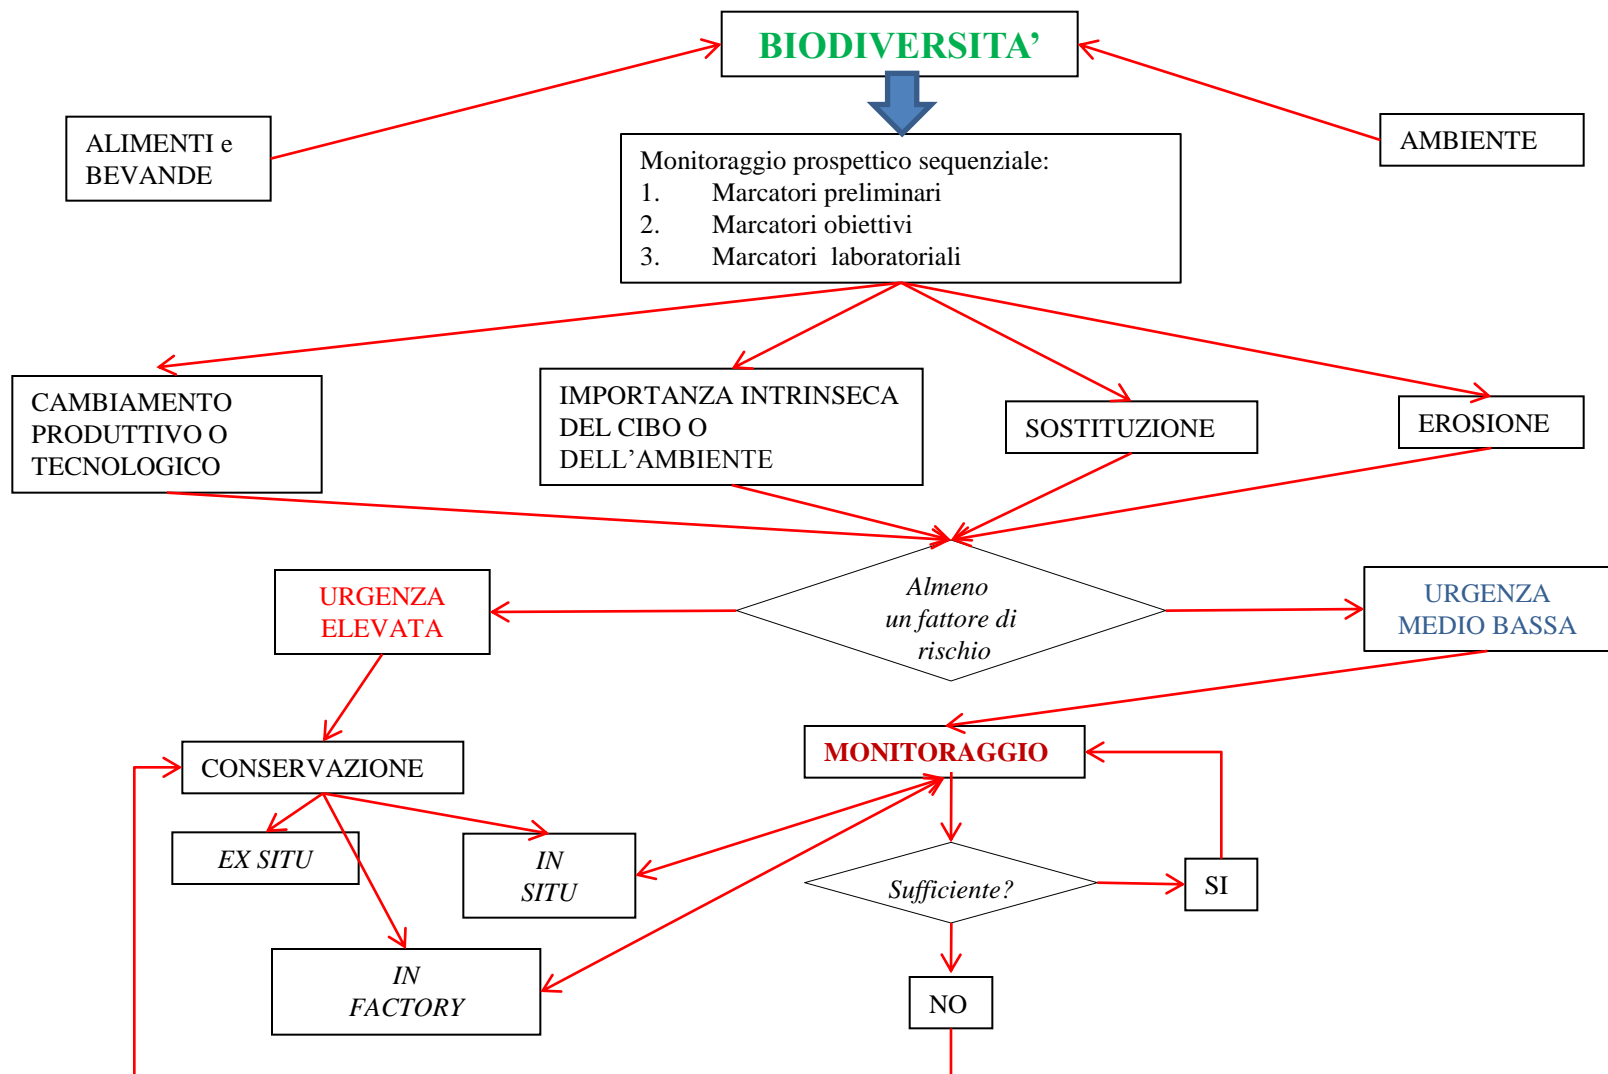 BIODIVERSITA’
ALIMENTI e
BEVANDE
AMBIENTE
Monitoraggio prospettico sequenziale:
1. Marcatori preliminari
2. Marcatori obiettivi
3. Marcatori laboratoriali
CAMBIAMENTO
PRODUTTIVO O
TECNOLOGICO
IMPORTANZA INTRINSECA
DEL CIBO O
DELL’AMBIENTE
SOSTITUZIONE
EROSIONE
URGENZA
ELEVATA
Almeno
un fattore di
rischio
URGENZA
MEDIO BASSA
CONSERVAZIONE
MONITORAGGIO
EX SITU
IN
SITU
Sufficiente?
SI
IN
FACTORY
NO